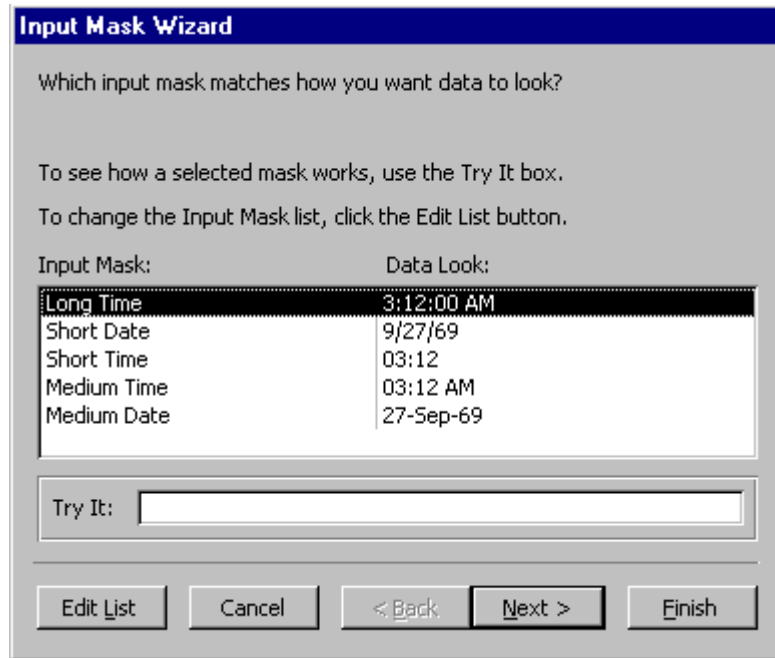 Input Mask Wizard
Which input mask matches how you want data to look?
To see how a selected mask works, use the Try It box.
To change the Input Mask list, click the Edit List button.
Input Mask: Data Look:
Long Time 3:12:00 AM
Short Date 9/27/69
Short Time 03:12
Medium Time 03:12 AM
Medium Date 27-Sep-69
Try It:
Edit List Cancel < Back Next > Finish